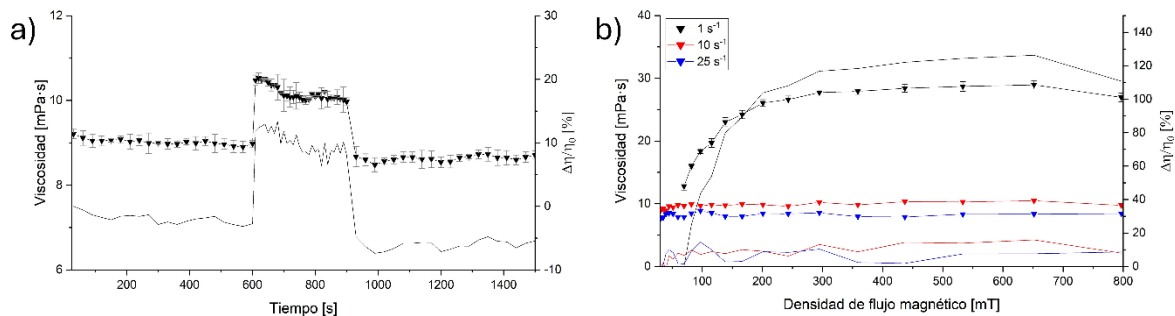 a)
12
10
8
6
Viscosidad [mPa·s]
30
20
10
0
-10
Δη/η₀ [%]
200 400 600 800 1000 1200 1400
Tiempo [s]
b)
1 s⁻¹
10 s⁻¹
25 s⁻¹
40
30
20
10
0
Viscosidad [mPa·s]
140
120
100
80
60
40
20
0
Δη/η₀ [%]
100 200 300 400 500 600 700 800
Densidad de flujo magnético [mT]